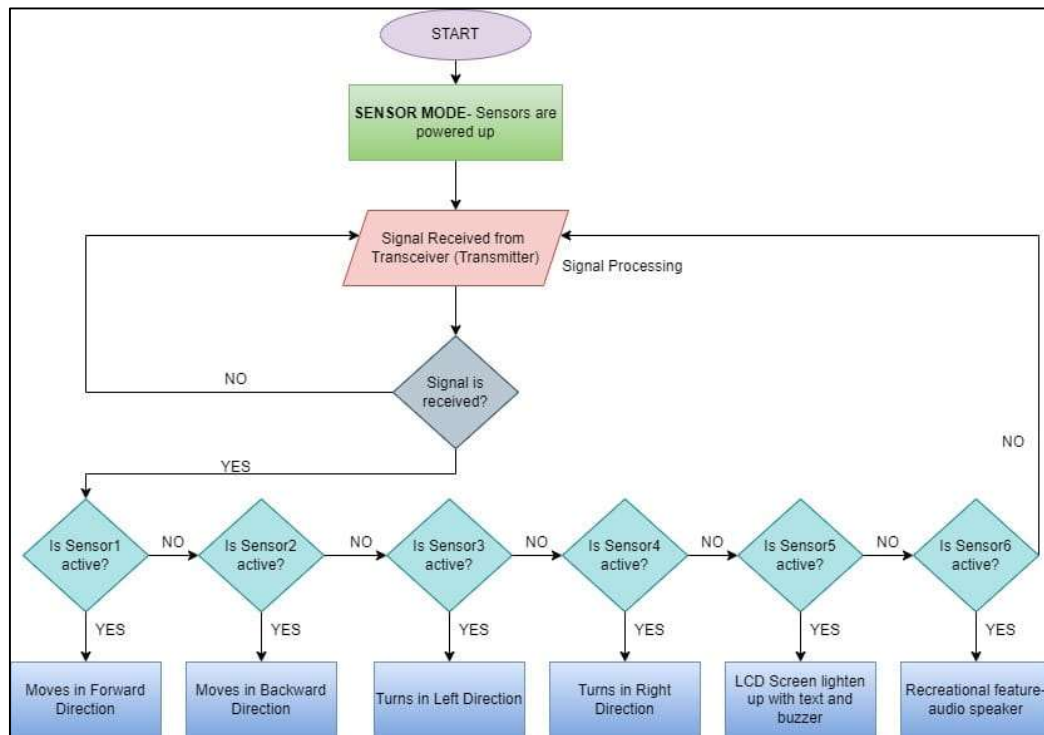 START
SENSOR MODE- Sensors are
powered up
Signal Received from
Transceiver (Transmitter)
Signal Processing
NO
Signal is
received?
NO
YES
Is Sensor1
active?
NO
Is Sensor2
active?
NO
Is Sensor3
active?
NO
Is Sensor4
active?
NO
Is Sensor5
active?
NO
Is Sensor6
active?
YES
YES
YES
YES
YES
YES
Moves in Forward
Direction
Moves in Backward
Direction
Turns in Left Direction
Turns in Right
Direction
LCD Screen lighten
up with text and
buzzer
Recreational feature-
audio speaker